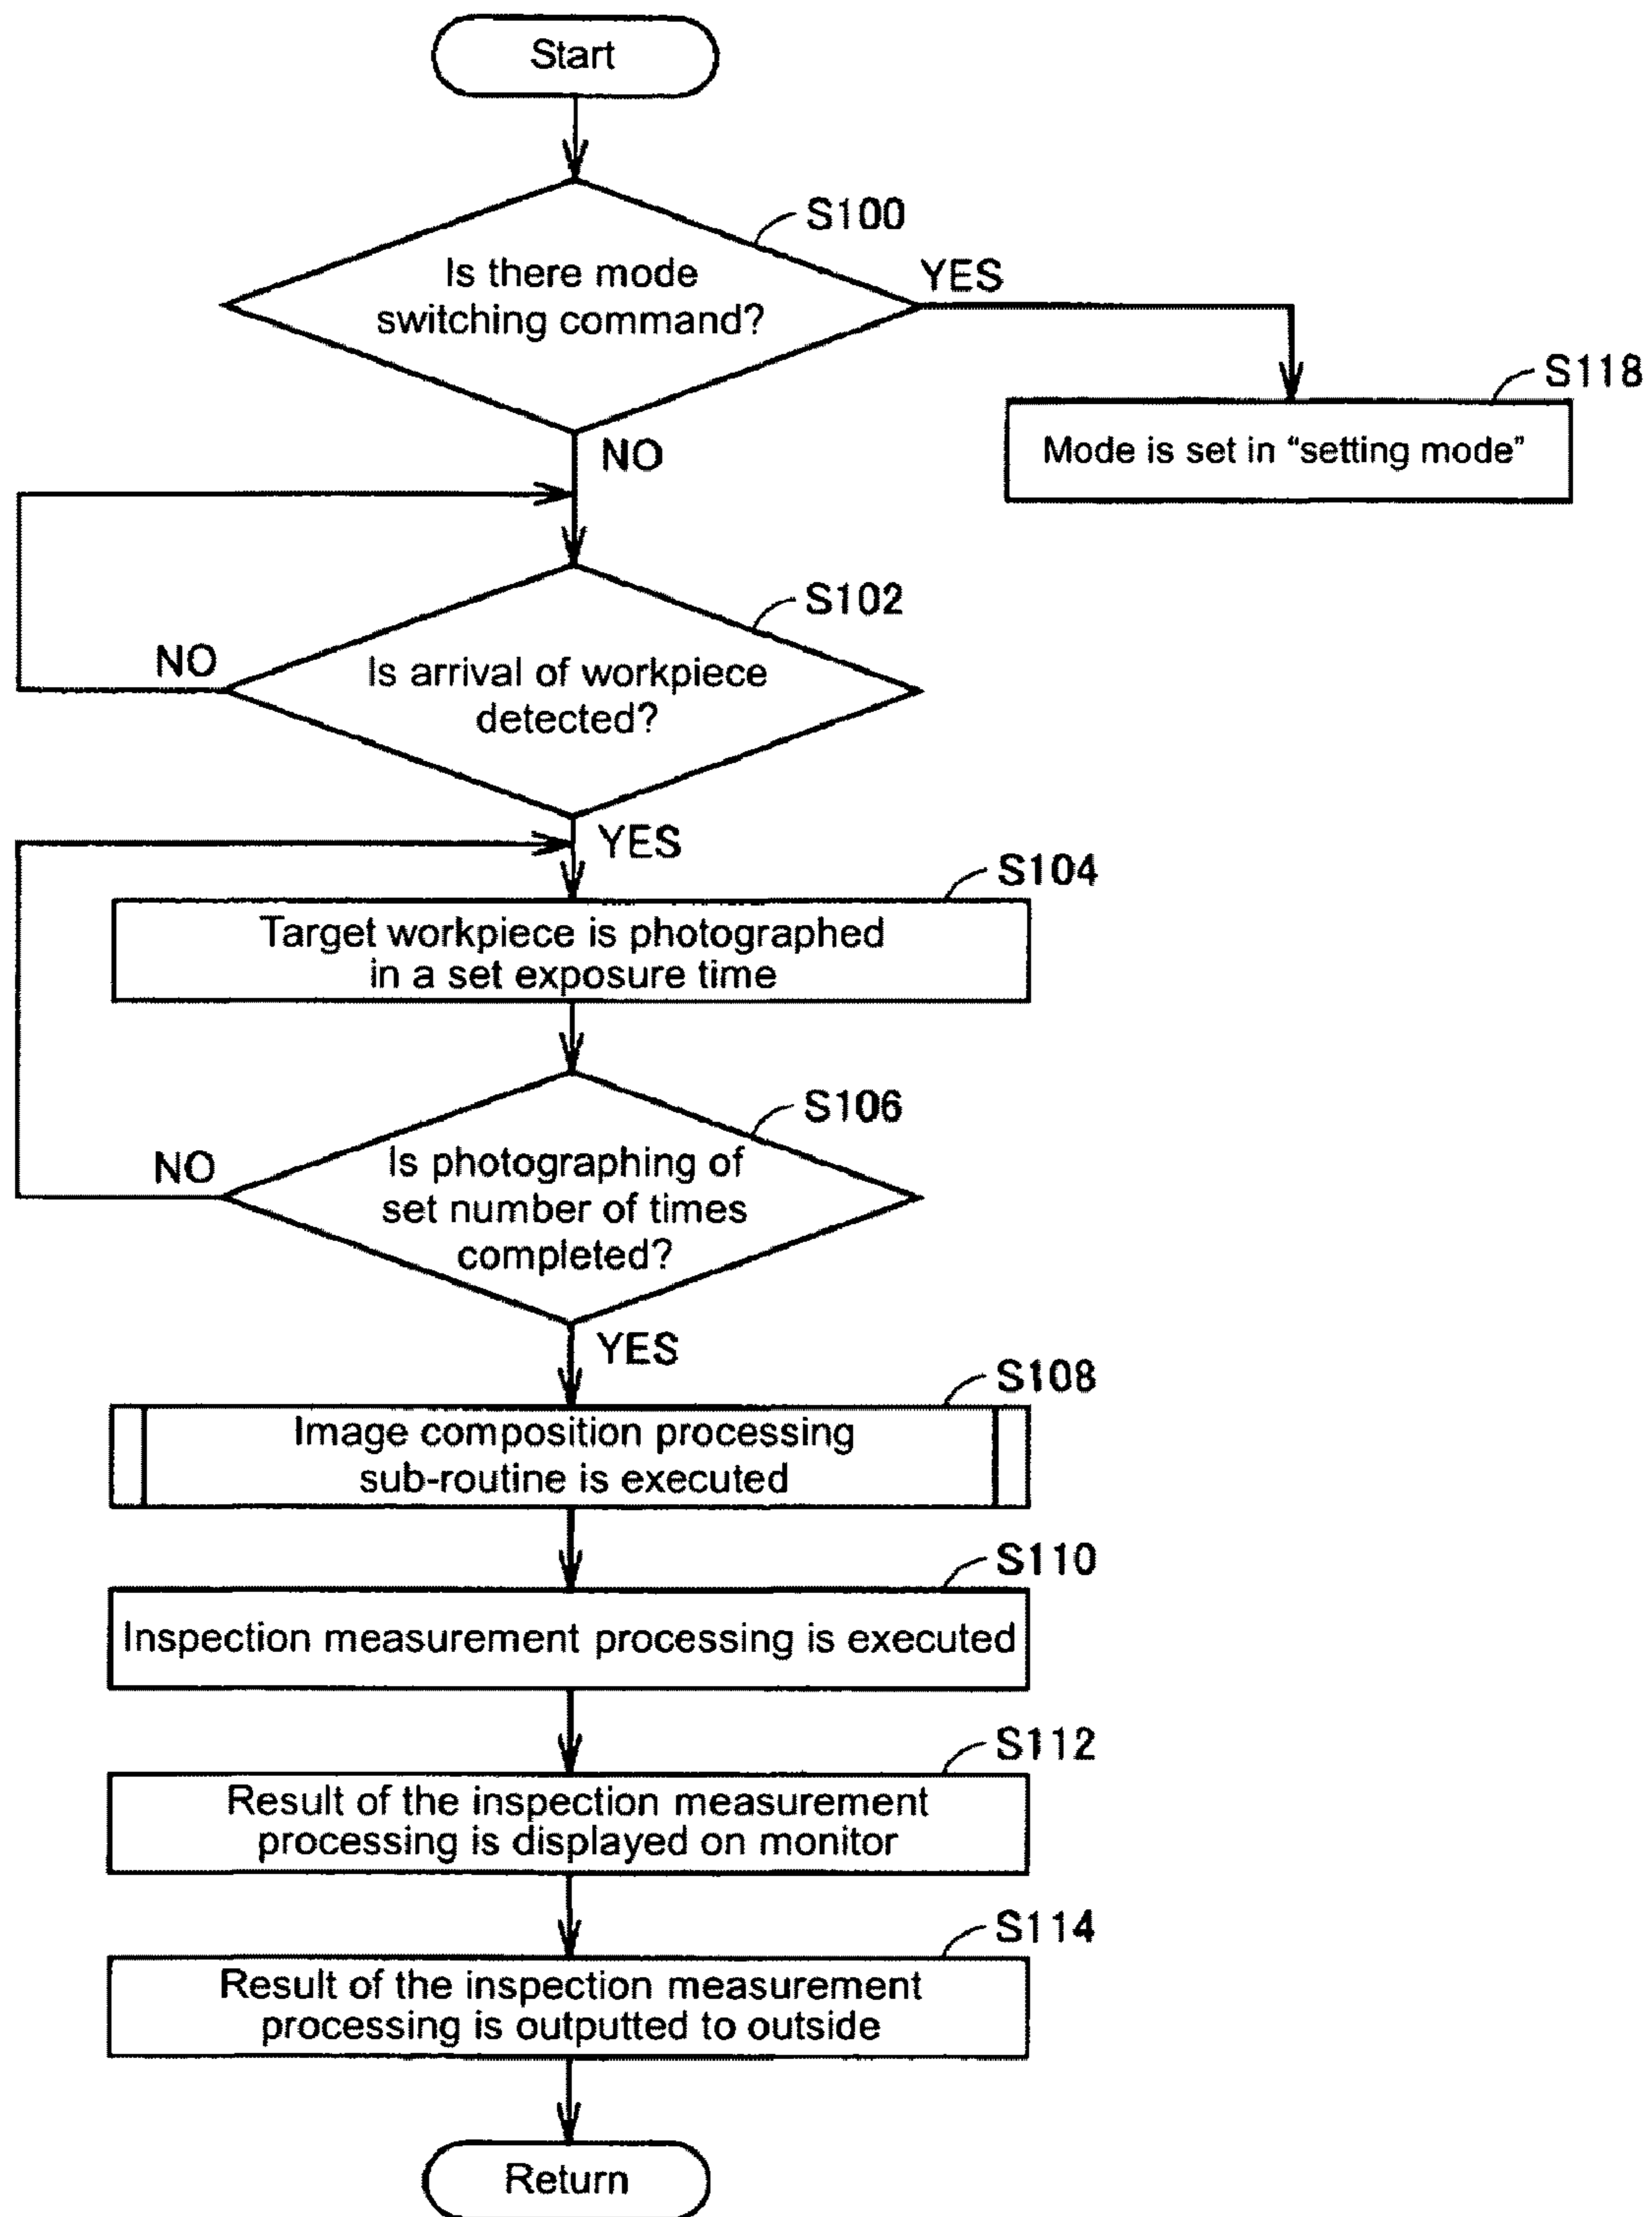 Start
S100
Is there mode
switching command?
YES
S118
Mode is set in “setting mode”
NO
S102
NO
Is arrival of workpiece
detected?
YES
S104
Target workpiece is photographed
in a set exposure time
S106
NO
Is photographing of
set number of times
completed?
YES
S108
Image composition processing
sub-routine is executed
S110
Inspection measurement processing is executed
S112
Result of the inspection measurement
processing is displayed on monitor
S114
Result of the inspection measurement
processing is outputted to outside
Return